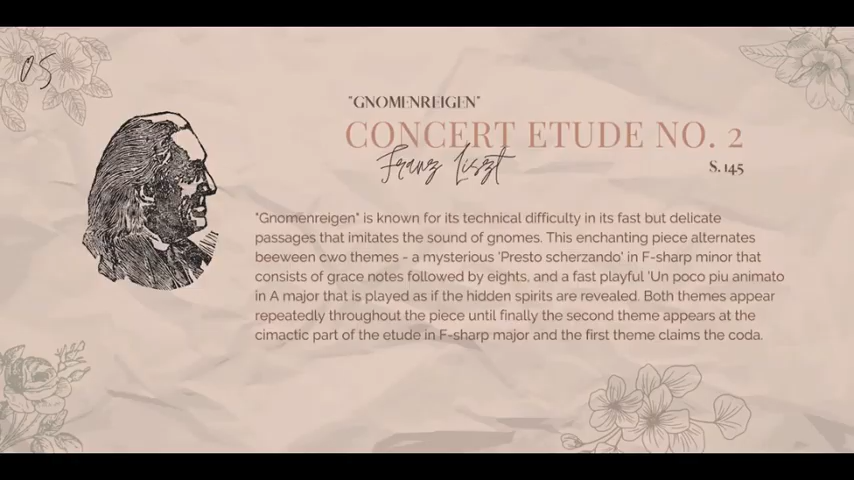 05
"GNOMENREIGEN"
CONCERT ETUDE NO. 2
Franz Liszt
S. 145
"Gnomenreigen" is known for its technical difficulty in its fast but delicate
passages that imitates the sound of gnomes. This enchanting piece alternates
beeween cwo themes - a mysterious 'Presto scherzando' in F-sharp minor that
consists of grace notes followed by eights, and a fast playful 'Un poco piu animato
in A major that is played as if the hidden spirits are revealed. Both themes appear
repeatedly throughout the piece until finally the second theme appears at the
cimactic part of the etude in F-sharp major and the first theme claims the coda.